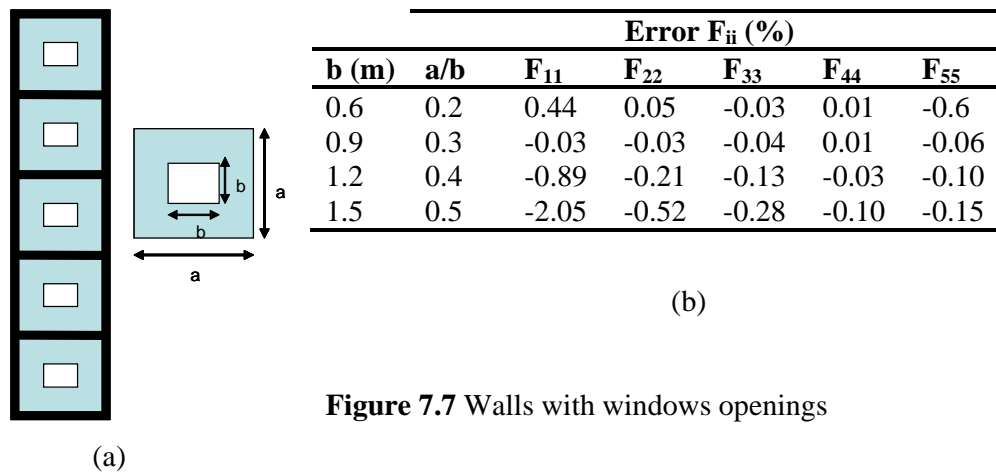 b
b
a
a
(a)
Error Fii (%)
b (m) a/b F11 F22 F33 F44 F55
0.6 0.2 0.44 0.05 -0.03 0.01 -0.6
0.9 0.3 -0.03 -0.03 -0.04 0.01 -0.06
1.2 0.4 -0.89 -0.21 -0.13 -0.03 -0.10
1.5 0.5 -2.05 -0.52 -0.28 -0.10 -0.15
(b)
Figure 7.7 Walls with windows openings